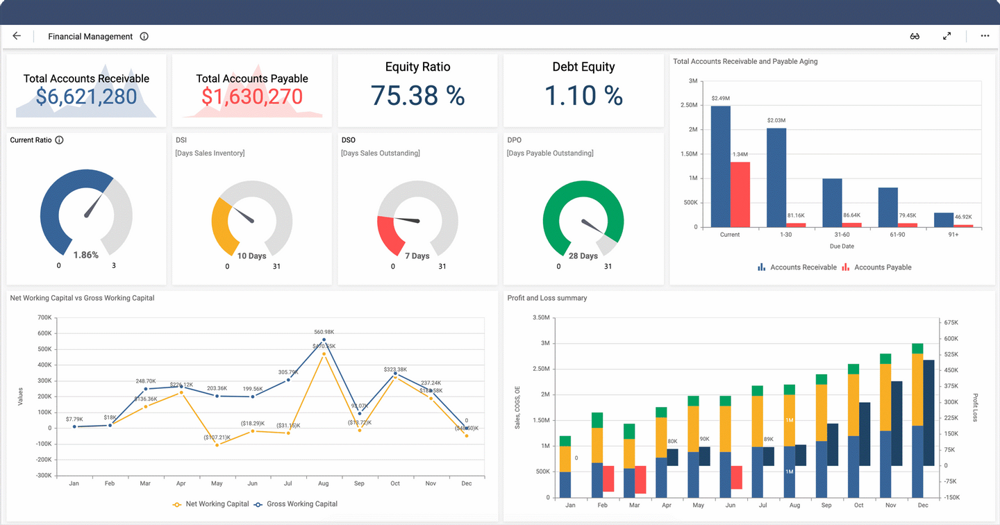 Financial Management
Total Accounts Receivable
$6,621,280
Total Accounts Payable
$1,630,270
Equity Ratio
75.38 %
Debt Equity
1.10 %
Total Accounts Receivable and Payable Aging
3M
2.50M
2M
1.50M
1M
500K
0
$2.49M
1.34M
$2.03M
81.16K
86.64K
79.45K
46.92K
Current 1-30 31-60 61-90 91+
Due Date
Accounts Receivable Accounts Payable
Current Ratio
1.86%
0 3
DSI
[Days Sales Inventory]
10 Days
0 31
DSO
[Days Sales Outstanding]
7 Days
0 31
DPO
[Days Payable Outstanding]
28 Days
0 31
Net Working Capital vs Gross Working Capital
Values
700K
600K
500K
400K
300K
200K
100K
0
-100K
-200K
-300K
$7.79M
$18K
248.70K
$136.36K
$226.12K
203.36K
($107.21)K
199.56K
($18.29)K
305.79K
($31.15)K
560.98K
$470.55K
93.07K
($13.72)K
$323.38K
237.24K
0
Jan Feb Mar Apr May Jun Jul Aug Sep Oct Nov Dec
Net Working Capital Gross Working Capital
Profit and Loss summary
Sales, COGS, OE
3.50M
3M
2.50M
2M
1.50M
1M
500K
0
0
80K
90K
89K
1M
1M
675K
600K
525K
450K
375K
300K
225K
150K
75K
0
-75K
-150K
Profit Loss
Jan Feb Mar Apr May Jun Jul Aug Sep Oct Nov Dec